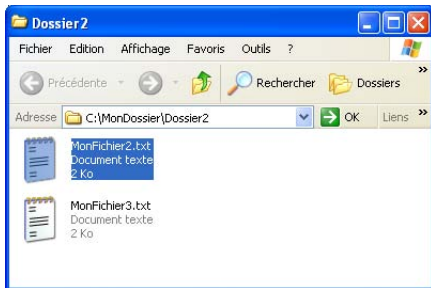 Dossier2
Fichier Edition Affichage Favoris Outils ?
Précédente Rechercher Dossiers »
Adresse C:\MonDossier\Dossier2 OK Liens »
MonFichier2.txt
Document texte
2 Ko
MonFichier3.txt
Document texte
2 Ko